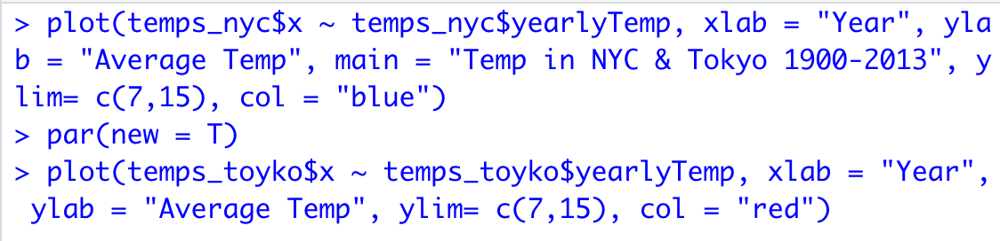 > plot(temps_nyc$x ~ temps_nyc$yearlyTemp, xlab = "Year", yla
b = "Average Temp", main = "Temp in NYC & Tokyo 1900-2013", y
lim= c(7,15), col = "blue")
> par(new = T)
> plot(temps_toyko$x ~ temps_toyko$yearlyTemp, xlab = "Year",
 ylab = "Average Temp", ylim= c(7,15), col = "red")